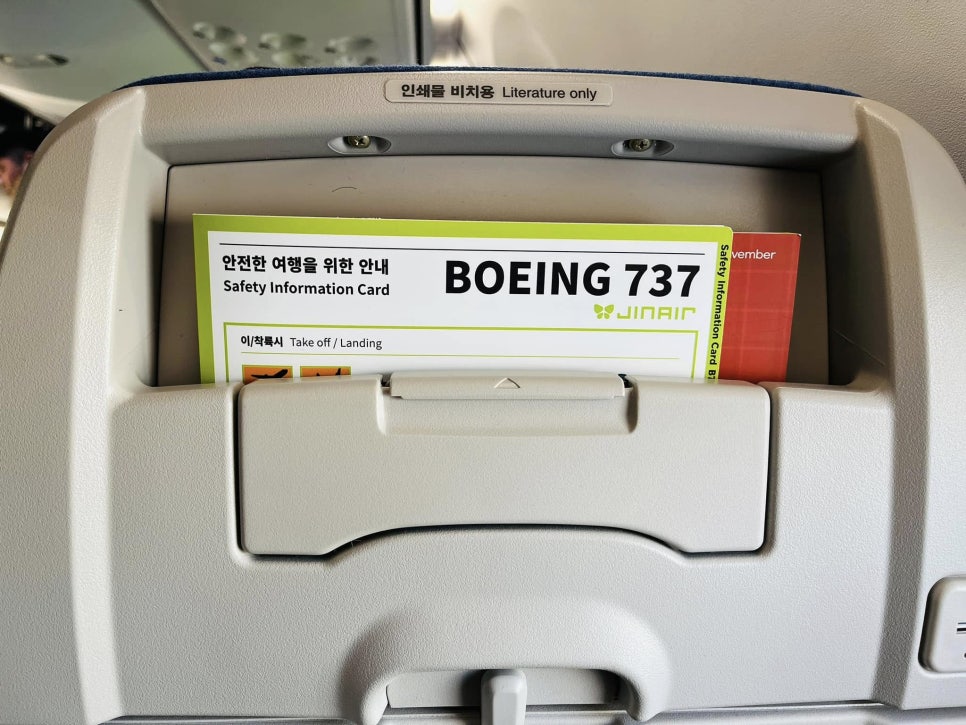 인쇄물 비치용 Literature only
안전한 여행을 위한 안내
Safety Information Card
BOEING 737
JINAIR
이/착륙시 Take off / Landing
Safety Information Card